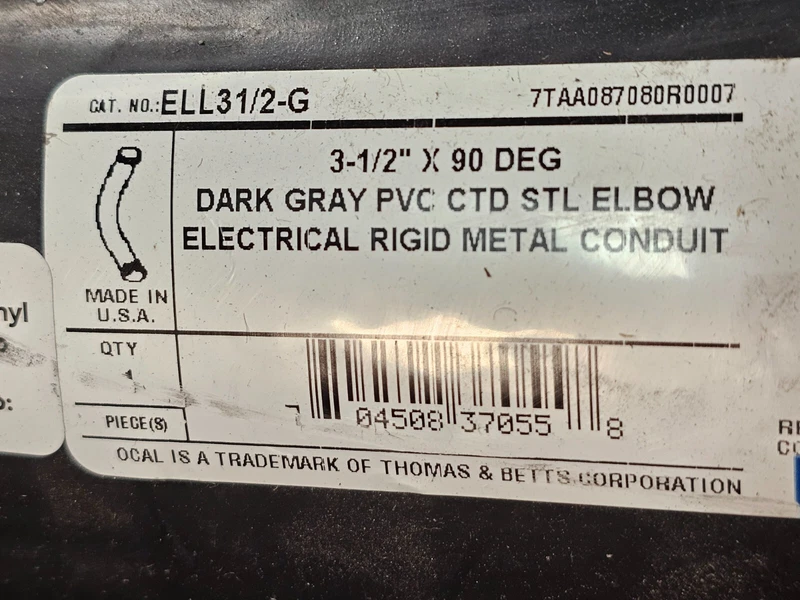 CAT. NO.: ELL31/2-G
7TAA087080R0007
3-1/2" X 90 DEG
DARK GRAY PVC CTD STL ELBOW
ELECTRICAL RIGID METAL CONDUIT
MADE IN
U.S.A.
QTY
1
PIECE(S)
7 04508 37055 8
OCAL IS A TRADEMARK OF THOMAS & BETTS CORPORATION